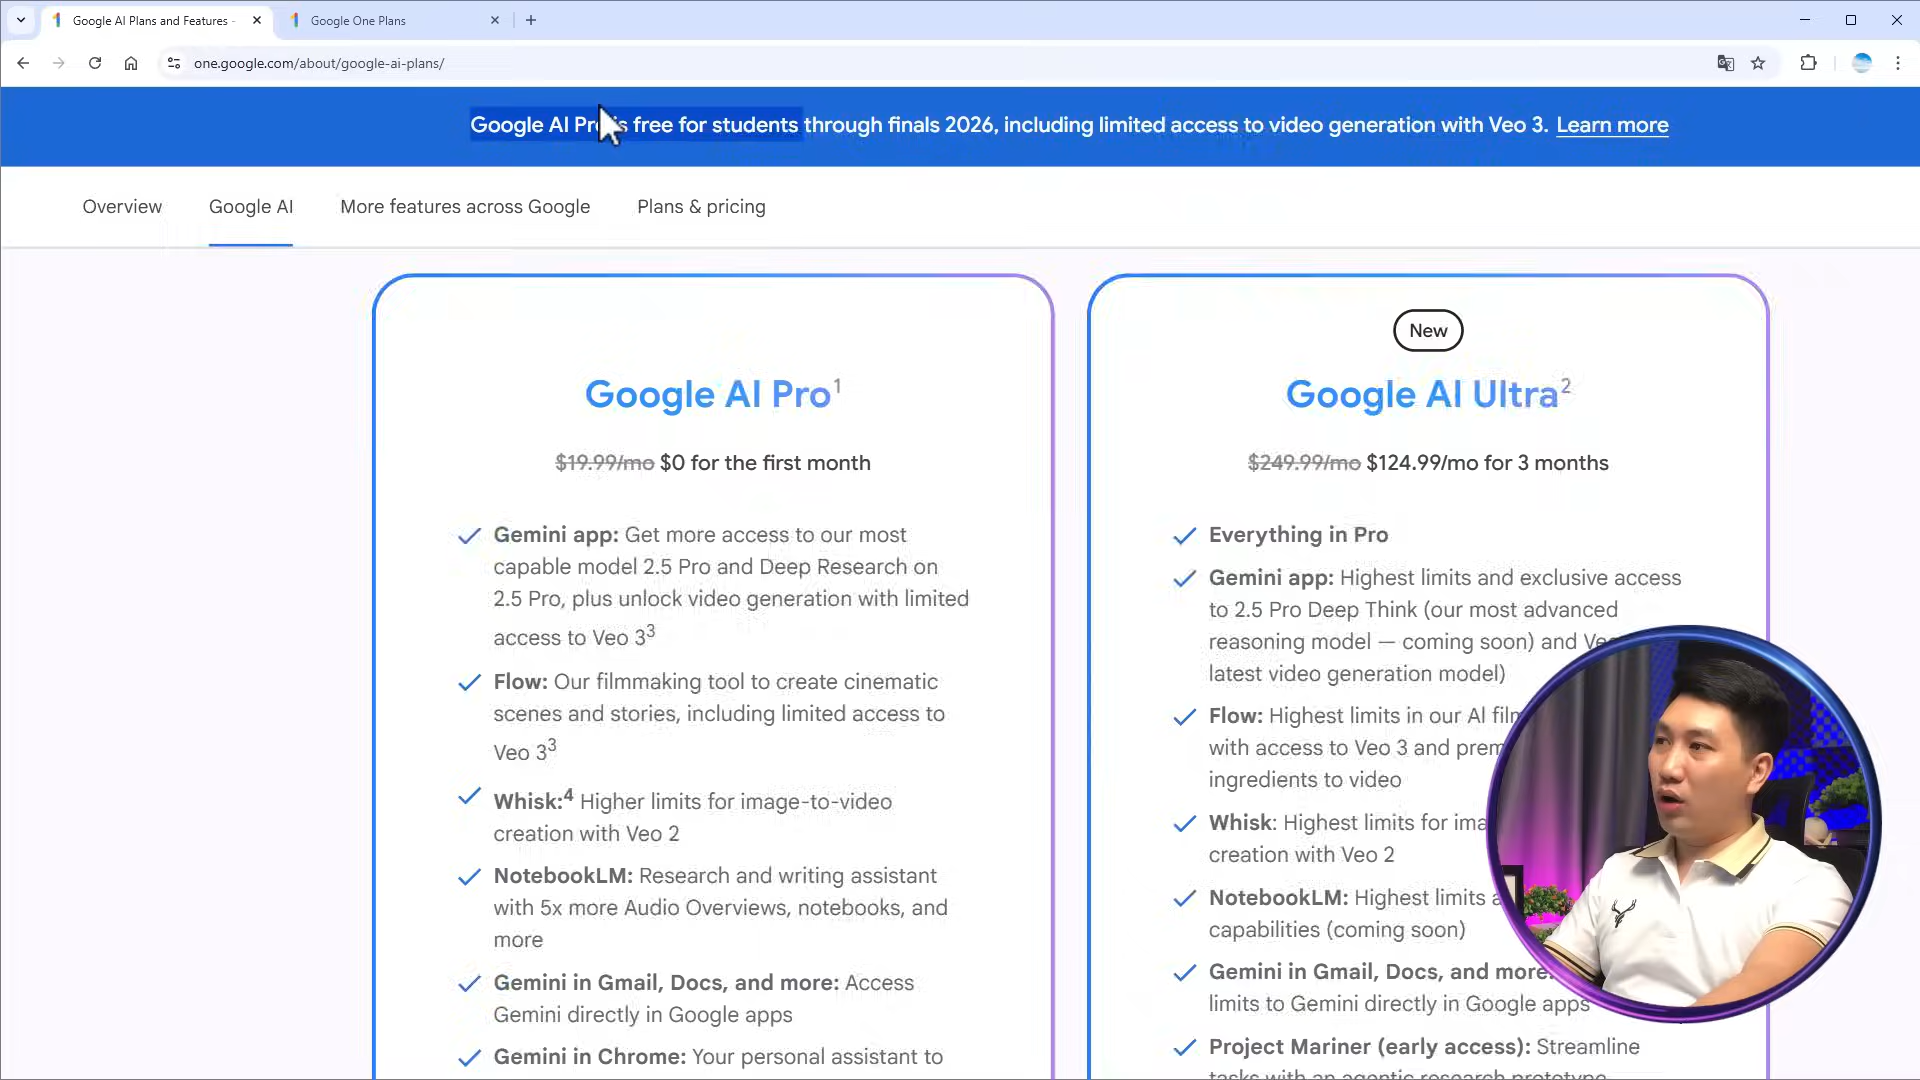 Google AI Plans and Features -
Google One Plans
one.google.com/about/google-ai-plans/
Google AI Pro is free for students through finals 2026, including limited access to video generation with Veo 3. Learn more
Overview
Google AI
More features across Google
Plans & pricing
Google AI Pro1
$19.99/mo $0 for the first month
Gemini app: Get more access to our most
capable model 2.5 Pro and Deep Research on
2.5 Pro, plus unlock video generation with limited
access to Veo 33
Flow: Our filmmaking tool to create cinematic
scenes and stories, including limited access to
Veo 33
Whisk:4 Higher limits for image-to-video
creation with Veo 2
NotebookLM: Research and writing assistant
with 5x more Audio Overviews, notebooks, and
more
Gemini in Gmail, Docs, and more: Access
Gemini directly in Google apps
Gemini in Chrome: Your personal assistant to
New
Google AI Ultra2
$249.99/mo $124.99/mo for 3 months
Everything in Pro
Gemini app: Highest limits and exclusive access
to 2.5 Pro Deep Think (our most advanced
reasoning model — coming soon) and
latest video generation model)
Flow: Highest limits in our AI
with access to Veo 3 and
ingredients to video
Whisk: Highest limits for
creation with Veo 2
NotebookLM: Highest limits
capabilities (coming soon)
Gemini in Gmail, Docs, and more:
limits to Gemini directly in Google apps
Project Mariner (early access): Streamline
tasks with an agentic research prototype